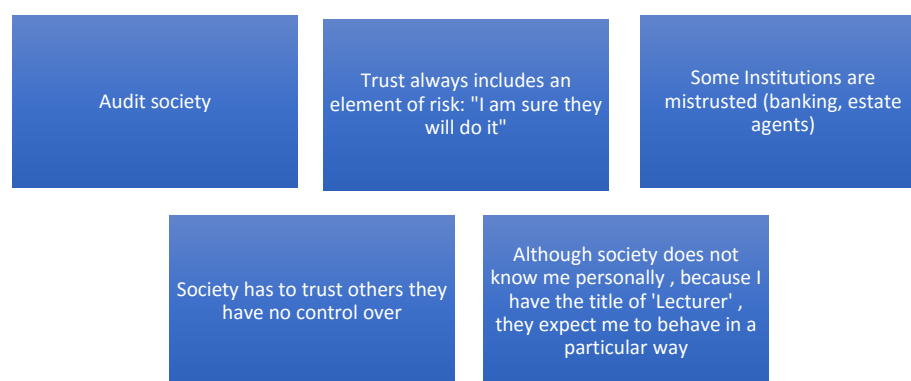 Audit society
Trust always includes an
element of risk: "I am sure they
will do it"
Some Institutions are
mistrusted (banking, estate
agents)
Society has to trust others they
have no control over
Although society does not
know me personally , because I
have the title of 'Lecturer' ,
they expect me to behave in a
particular way